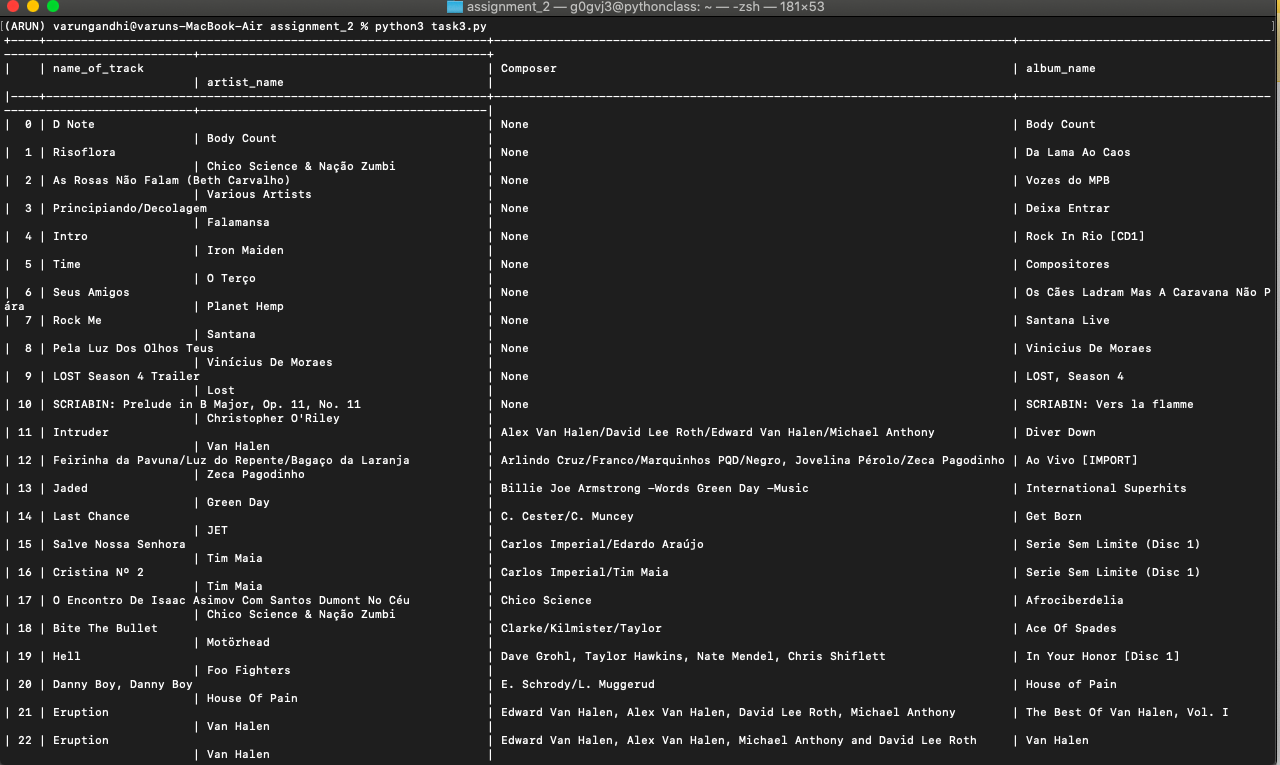 assignment_2 — g0gvj3@pythonclass: ~ — -zsh — 181×53
(ARUN) varungandhi@varuns-MacBook-Air assignment_2 % python3 task3.py
| | name_of_track | Composer | album_name
| artist_name |
| 0 | D Note | None | Body Count
| Body Count |
| 1 | Risoflora | None | Da Lama Ao Caos
| Chico Science & Nação Zumbi |
| 2 | As Rosas Não Falam (Beth Carvalho) | None | Vozes do MPB
| Various Artists |
| 3 | Principiando/Decolagem | None | Deixa Entrar
| Falamansa |
| 4 | Intro | None | Rock In Rio [CD1]
| Iron Maiden |
| 5 | Time | None | Compositores
| O Terço |
| 6 | Seus Amigos | None | Os Cães Ladram Mas A Caravana Não P
ára | Planet Hemp |
| 7 | Rock Me | None | Santana Live
| Santana |
| 8 | Pela Luz Dos Olhos Teus | None | Vinicius De Moraes
| Vinícius De Moraes |
| 9 | LOST Season 4 Trailer | None | LOST, Season 4
| Lost |
| 10 | SCRIABIN: Prelude in B Major, Op. 11, No. 11 | None | SCRIABIN: Vers la flamme
| Christopher O'Riley |
| 11 | Intruder | Alex Van Halen/David Lee Roth/Edward Van Halen/Michael Anthony | Diver Down
| Van Halen |
| 12 | Feirinha da Pavuna/Luz do Repente/Bagaço da Laranja | Arlindo Cruz/Franco/Marquinhos PQD/Negro, Jovelina Pérolo/Zeca Pagodinho | Ao Vivo [IMPORT]
| Zeca Pagodinho |
| 13 | Jaded | Billie Joe Armstrong -Words Green Day -Music | International Superhits
| Green Day |
| 14 | Last Chance | C. Cester/C. Muncey | Get Born
| JET |
| 15 | Salve Nossa Senhora | Carlos Imperial/Edardo Araújo | Serie Sem Limite (Disc 1)
| Tim Maia |
| 16 | Cristina Nº 2 | Carlos Imperial/Tim Maia | Serie Sem Limite (Disc 1)
| Tim Maia |
| 17 | O Encontro De Isaac Asimov Com Santos Dumont No Céu | Chico Science | Afrociberdelia
| Chico Science & Nação Zumbi |
| 18 | Bite The Bullet | Clarke/Kilmister/Taylor | Ace Of Spades
| Motörhead |
| 19 | Hell | Dave Grohl, Taylor Hawkins, Nate Mendel, Chris Shiflett | In Your Honor [Disc 1]
| Foo Fighters |
| 20 | Danny Boy, Danny Boy | E. Schrody/L. Muggerud | House of Pain
| House Of Pain |
| 21 | Eruption | Edward Van Halen, Alex Van Halen, David Lee Roth, Michael Anthony | The Best Of Van Halen, Vol. I
| Van Halen |
| 22 | Eruption | Edward Van Halen, Alex Van Halen, Michael Anthony and David Lee Roth | Van Halen
| Van Halen |